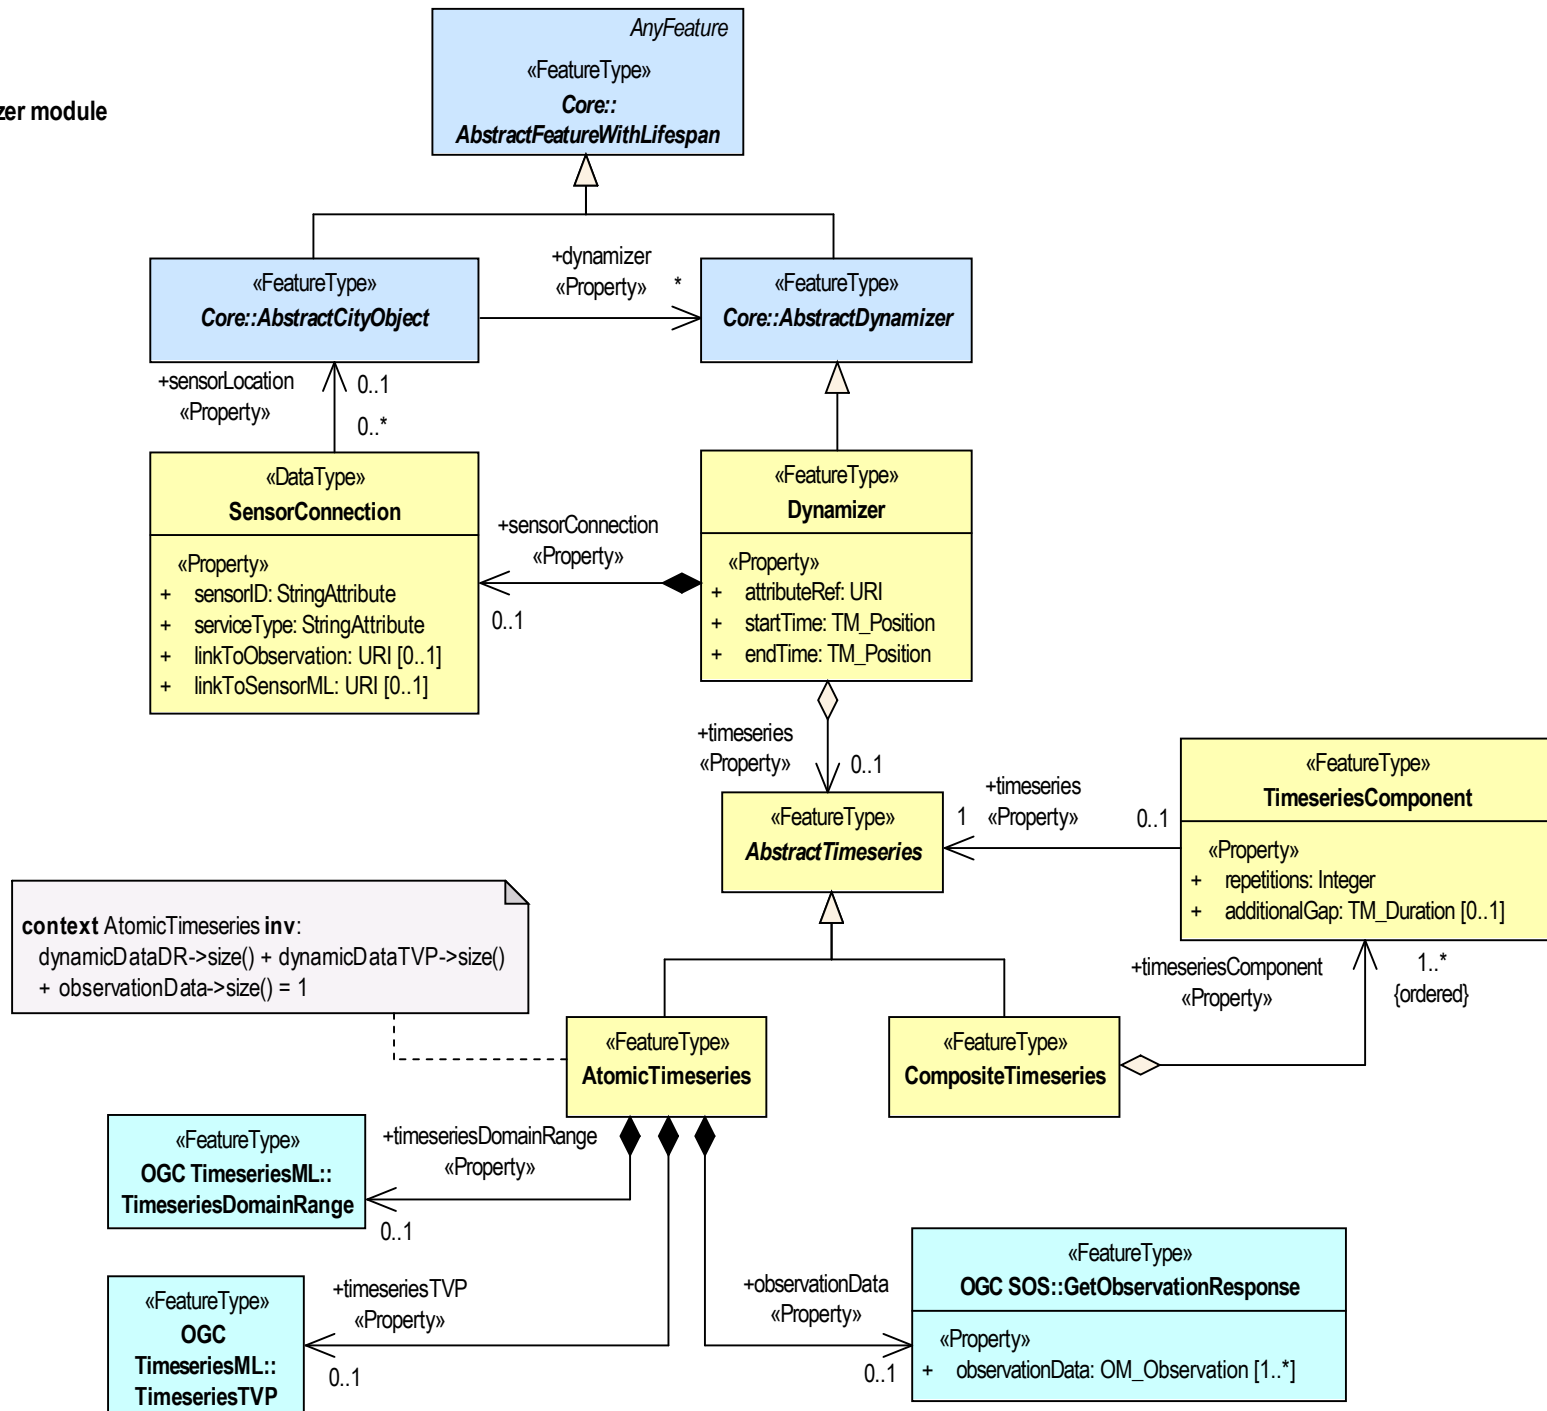 AnyFeature
«FeatureType»
Core::
AbstractFeatureWithLifespan
zer module
+dynamizer
«Property» *
«FeatureType»
Core::AbstractCityObject
«FeatureType»
Core::AbstractDynamizer
+sensorLocation
«Property»
0..1
0..*
«DataType»
SensorConnection
«Property»
+ sensorID: StringAttribute
+ serviceType: StringAttribute
+ linkToObservation: URI [0..1]
+ linkToSensorML: URI [0..1]
+sensorConnection
«Property»
0..1
«FeatureType»
Dynamizer
«Property»
+ attributeRef: URI
+ startTime: TM_Position
+ endTime: TM_Position
+timeseries
«Property»
0..1
«FeatureType»
AbstractTimeseries
+timeseries
1 «Property» 0..1
«FeatureType»
TimeseriesComponent
«Property»
+ repetitions: Integer
+ additionalGap: TM_Duration [0..1]
context AtomicTimeseries inv:
dynamicDataDR->size() + dynamicDataTVP->size()
+ observationData->size() = 1
+timeseriesComponent
«Property»
1..*
{ordered}
«FeatureType»
AtomicTimeseries
«FeatureType»
CompositeTimeseries
«FeatureType»
OGC TimeseriesML::
TimeseriesDomainRange
+timeseriesDomainRange
«Property»
0..1
«FeatureType»
OGC
TimeseriesML::
TimeseriesTVP
+timeseriesTVP
«Property»
0..1
+observationData
«Property»
0..1
«FeatureType»
OGC SOS::GetObservationResponse
«Property»
+ observationData: OM_Observation [1..*]